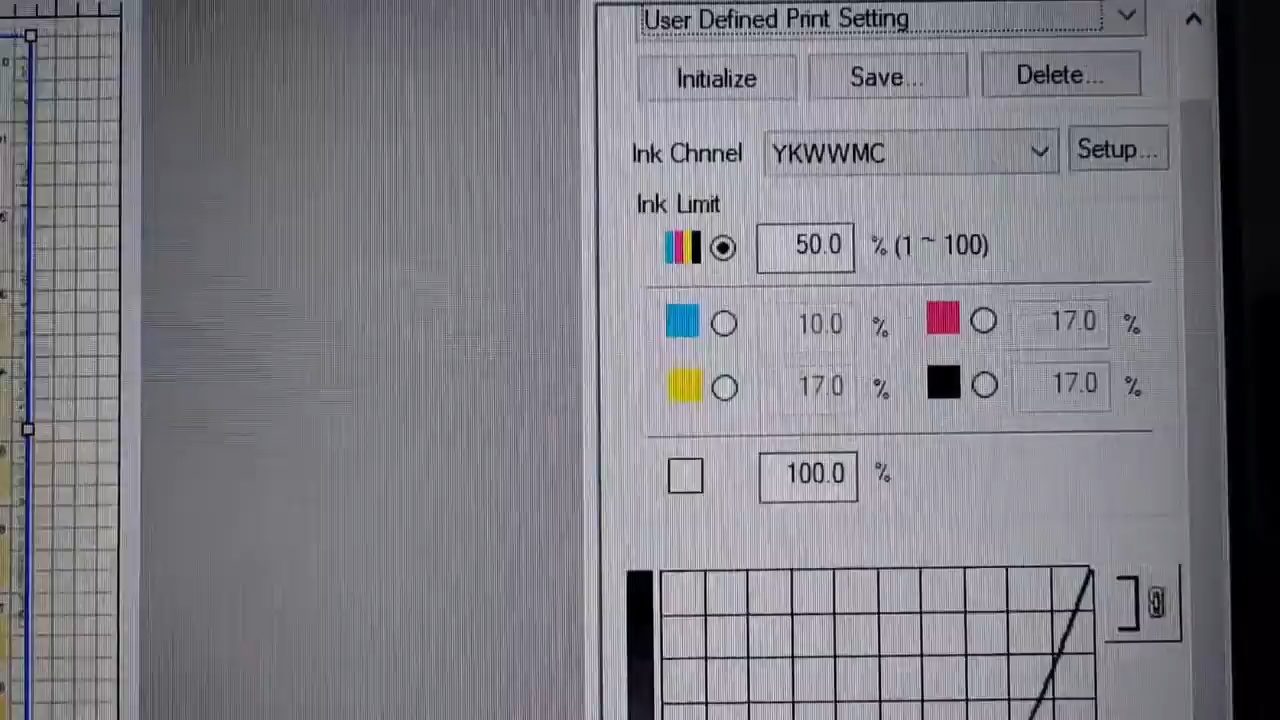 User Defined Print Setting
Initialize Save... Delete...
Ink Chnnel YKWWMC Setup...
Ink Limit
50.0 % (1 ~ 100)
10.0 % 17.0 %
17.0 % 17.0 %
100.0 %